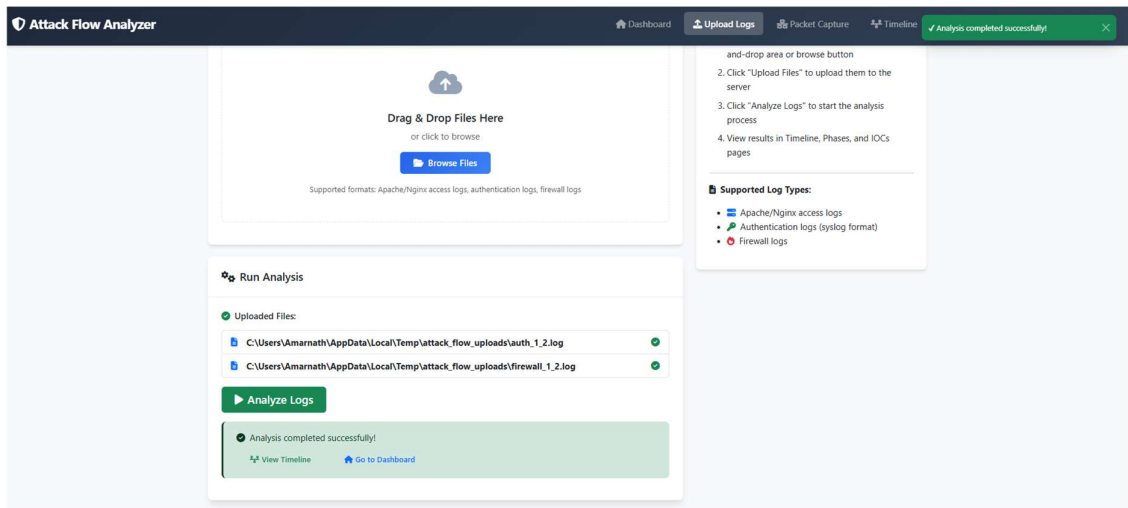 Attack Flow Analyzer
Dashboard
Upload Logs
Packet Capture
Timeline
✓ Analysis completed successfully!
Drag & Drop Files Here
or click to browse
Browse Files
Supported formats: Apache/Nginx access logs, authentication logs, firewall logs
and-drop area or browse button
2. Click "Upload Files" to upload them to the
server
3. Click "Analyze Logs" to start the analysis
process
4. View results in Timeline, Phases, and IOCs
pages
Supported Log Types:
• Apache/Nginx access logs
• Authentication logs (syslog format)
• Firewall logs
Run Analysis
Uploaded Files:
C:\Users\Amarnath\AppData\Local\Temp\attack_flow_uploads\auth_1_2.log
C:\Users\Amarnath\AppData\Local\Temp\attack_flow_uploads\firewall_1_2.log
Analyze Logs
Analysis completed successfully!
View Timeline
Go to Dashboard